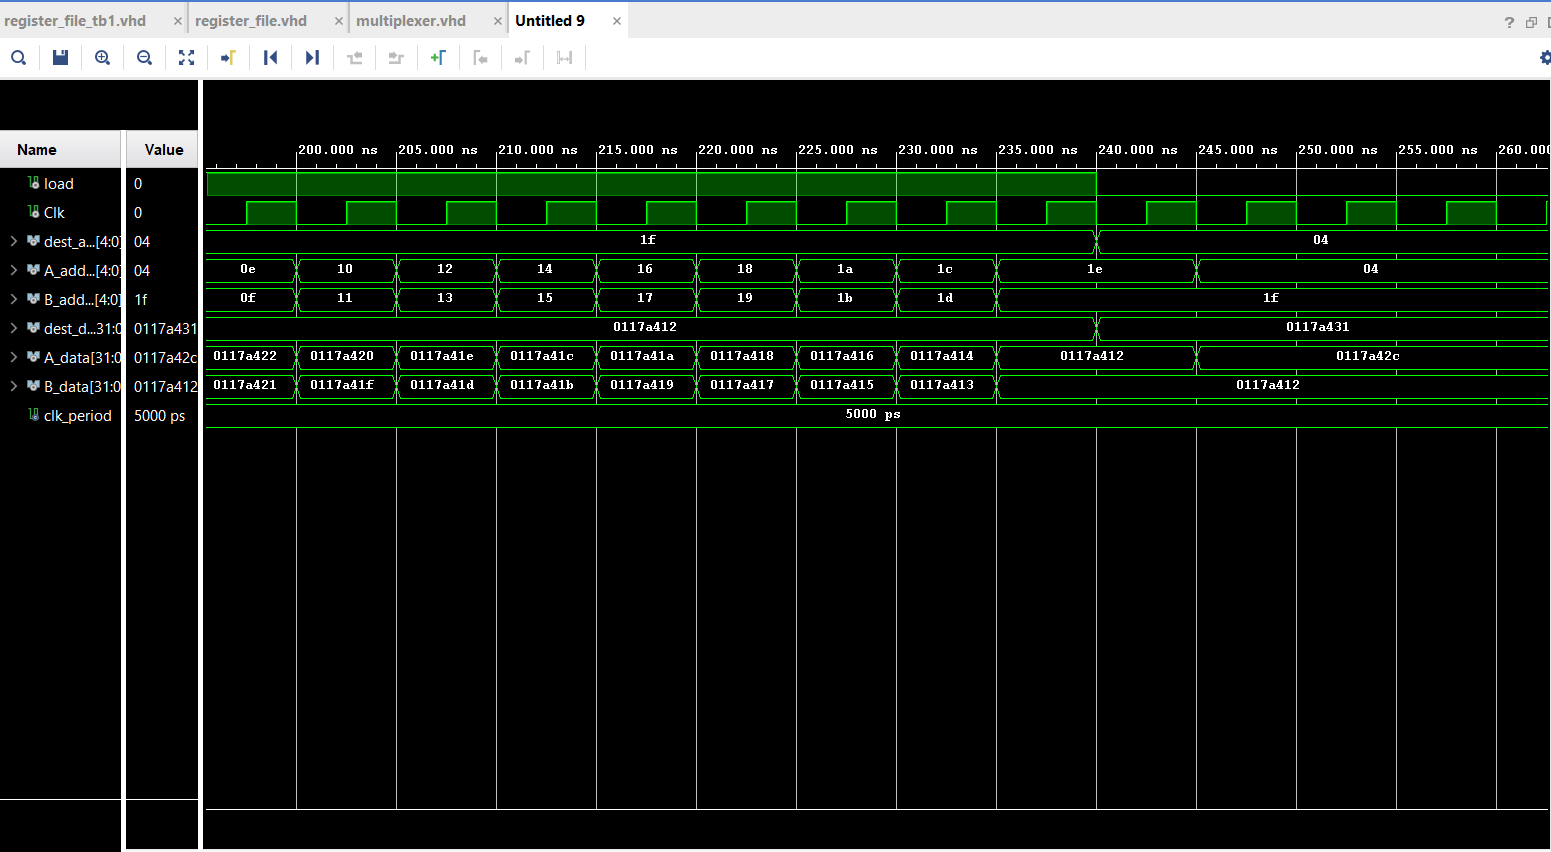 register_file_tb1.vhd × register_file.vhd × multiplexer.vhd × Untitled 9 ×
?
Name Value
200.000 ns 205.000 ns 210.000 ns 215.000 ns 220.000 ns 225.000 ns 230.000 ns 235.000 ns 240.000 ns 245.000 ns 250.000 ns 255.000 ns 260.000
load 0
Clk 0
dest_a...[4:0] 04 1f 04
A_add...[4:0] 04 0e 10 12 14 16 18 1a 1c 1e 04
B_add...[4:0] 1f 0f 11 13 15 17 19 1b 1d 1f
dest_d...31:0 0117a431 0117a412 0117a431
A_data[31:0 0117a42c 0117a422 0117a420 0117a41e 0117a41c 0117a41a 0117a418 0117a416 0117a414 0117a412 0117a42c
B_data[31:0 0117a412 0117a421 0117a41f 0117a41d 0117a41b 0117a419 0117a417 0117a415 0117a413 0117a412
clk_period 5000 ps 5000 ps